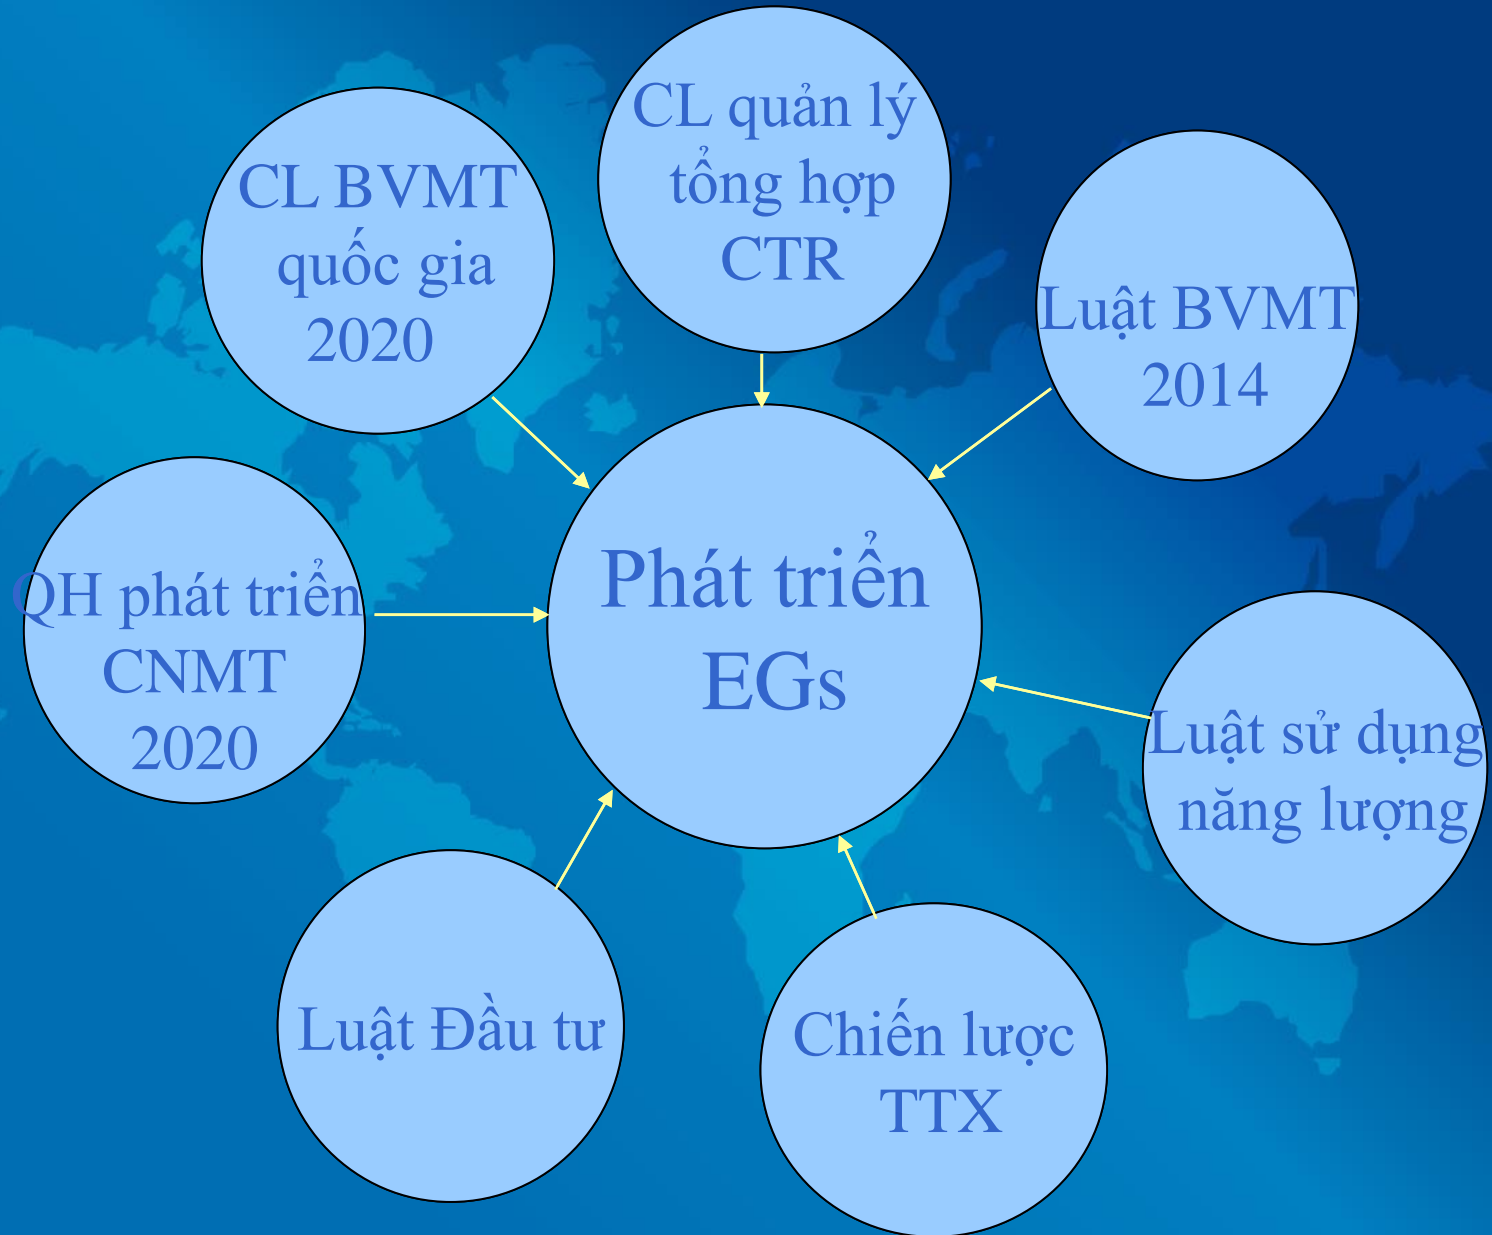 CL quản lý
tổng hợp
CTR
CL BVMT
quốc gia
2020
Luật BVMT
2014
QH phát triển
CNMT
2020
Phát triển
EGs
Luật sử dụng
năng lượng
Luật Đầu tư
Chiến lược
TTX